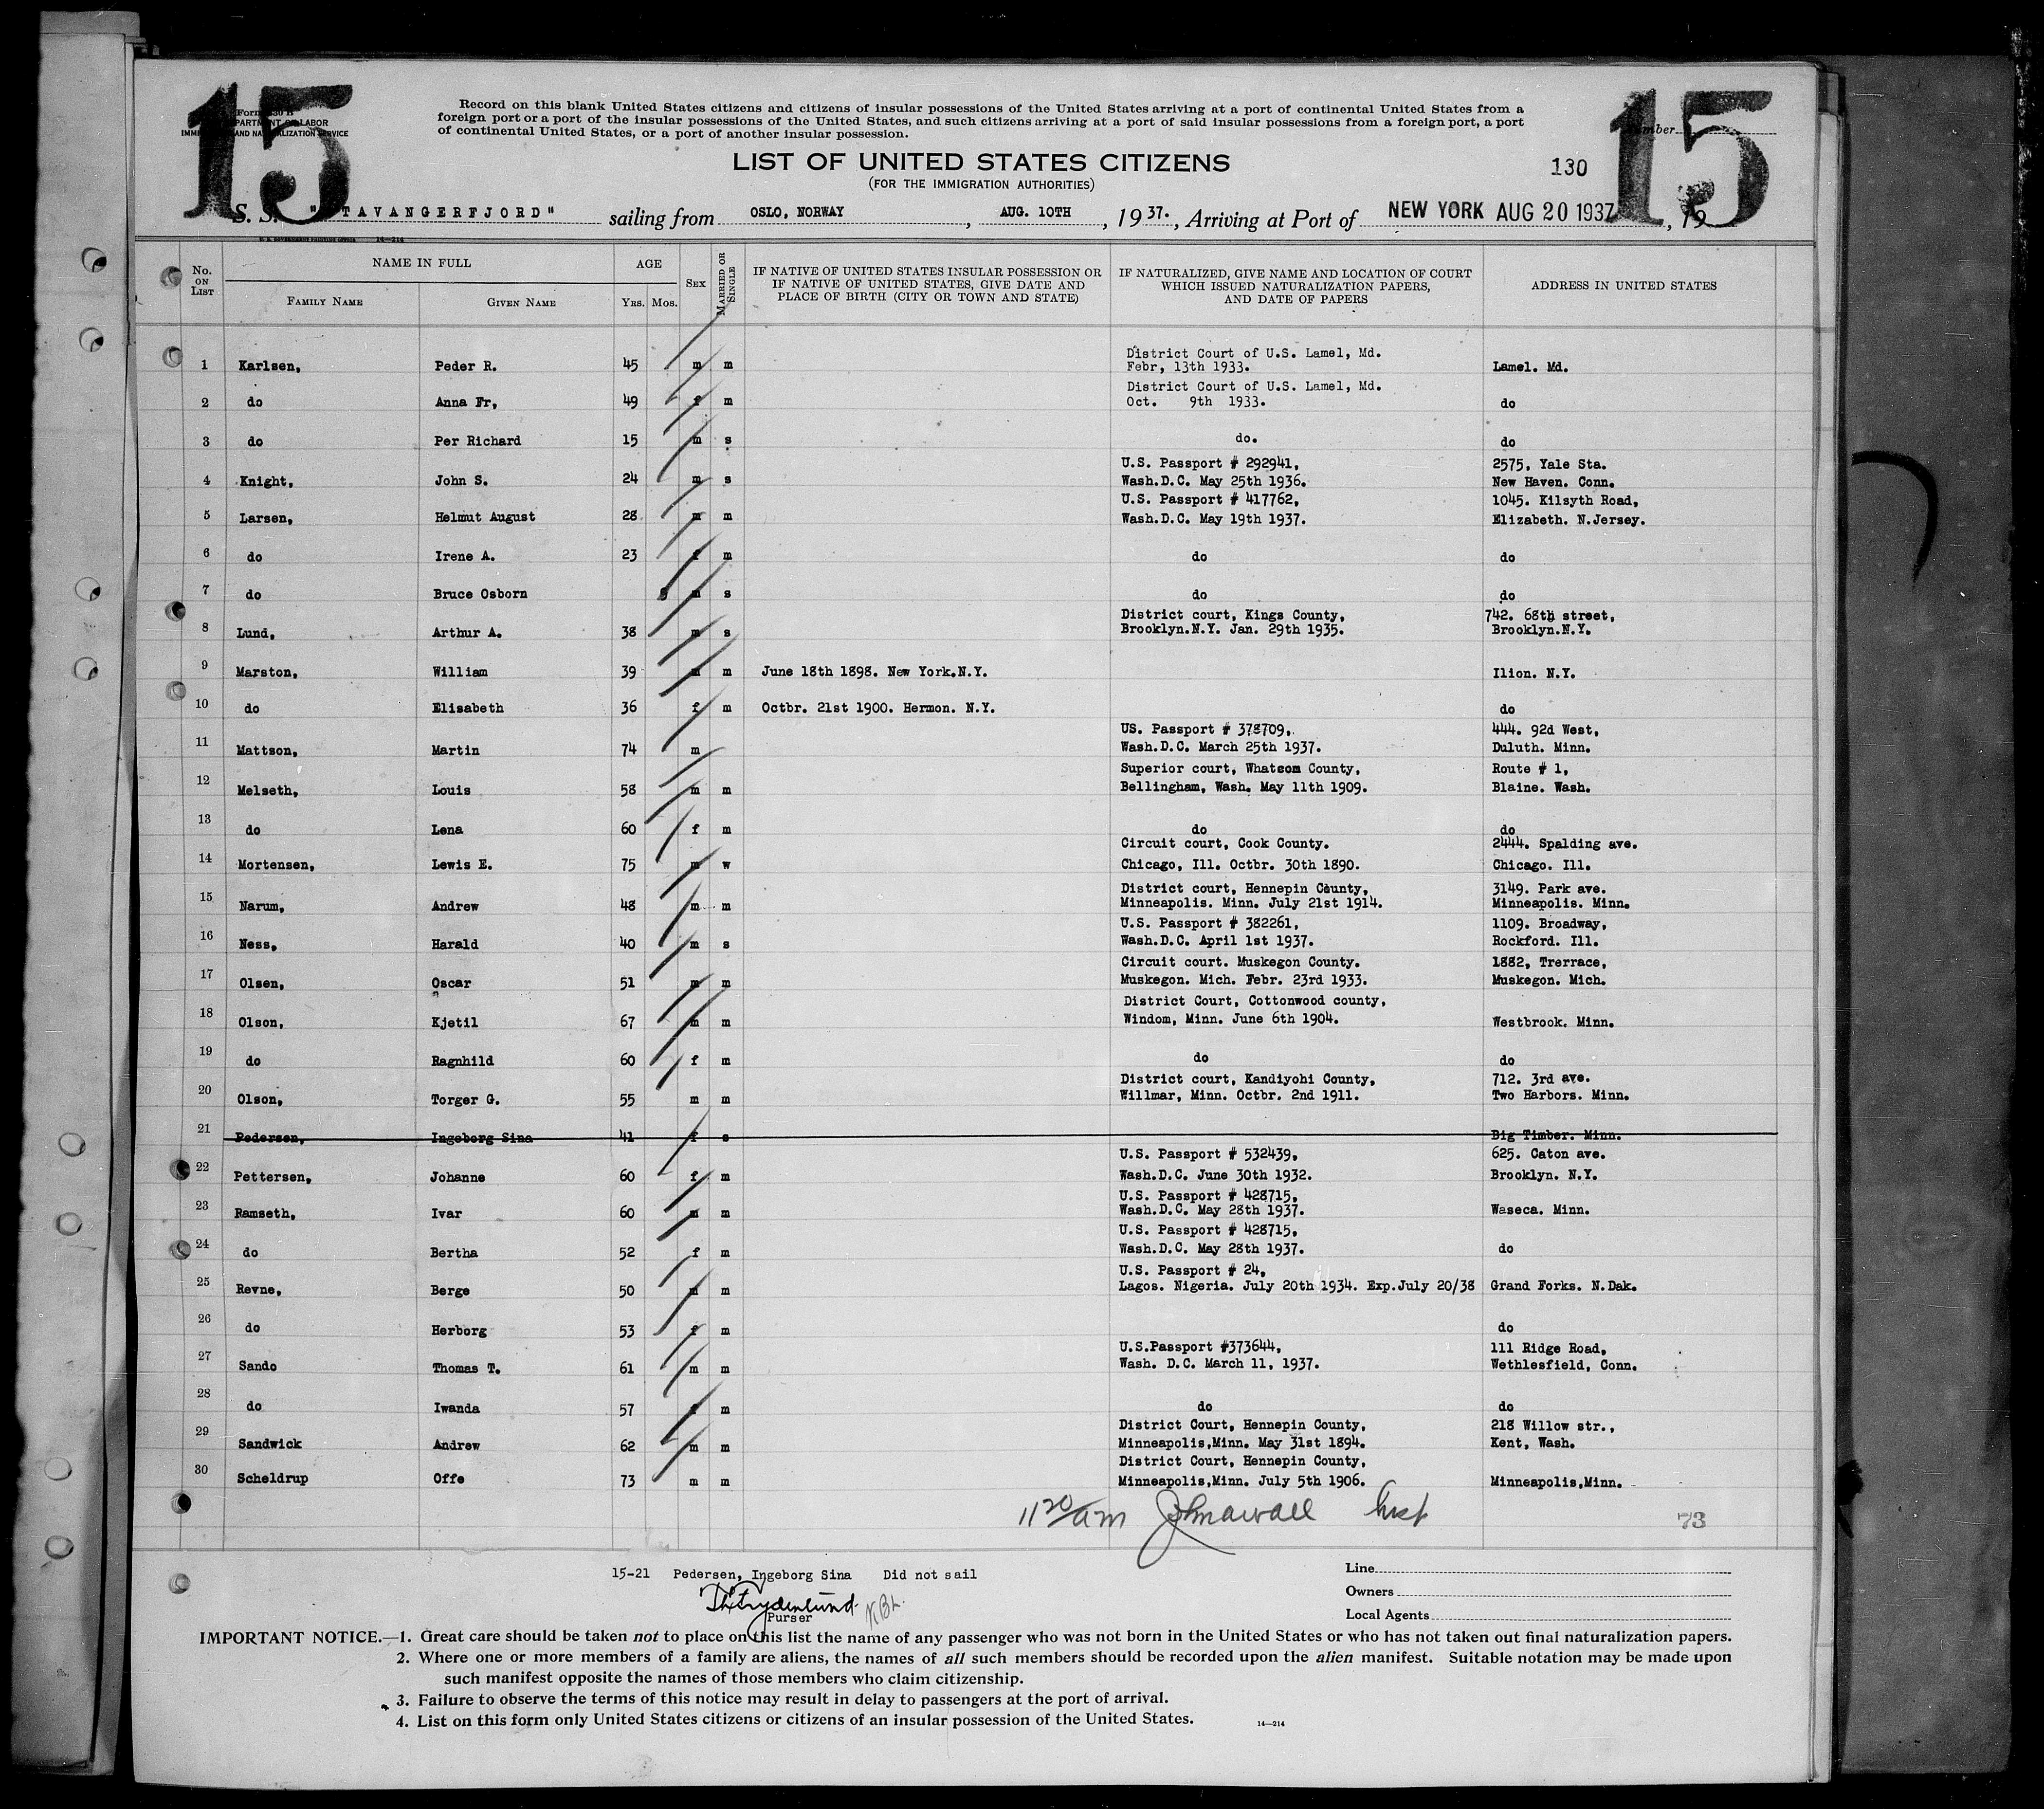 15
15
Form 630 B
DEPARTMENT OF LABOR
IMMIGRATION AND NATURALIZATION SERVICE
Number
Record on this blank United States citizens and citizens of insular possessions of the United States arriving at a port of continental United States from a
foreign port or a port of the insular possessions of the United States, and such citizens arriving at a port of said insular possessions from a foreign port, a port
of continental United States, or a port of another insular possession.
LIST OF UNITED STATES CITIZENS
130
(FOR THE IMMIGRATION AUTHORITIES)
S. S. "STAVANGERFJORD" sailing from OSLO, NORWAY, AUG. 10TH, 1937., Arriving at Port of NEW YORK AUG 20 1937, 19
14—214
No. ON LIST NAME IN FULL AGE SEX MARRIED OR SINGLE IF NATIVE OF UNITED STATES INSULAR POSSESSION OR IF NATIVE OF UNITED STATES, GIVE DATE AND PLACE OF BIRTH (CITY OR TOWN AND STATE) IF NATURALIZED, GIVE NAME AND LOCATION OF COURT WHICH ISSUED NATURALIZATION PAPERS, AND DATE OF PAPERS ADDRESS IN UNITED STATES
FAMILY NAME GIVEN NAME YRS. MOS.
District Court of U.S. Lamel, Md.
1 Karlsen, Peder R. 45 m m Febr, 13th 1933. Lamel. Md.
District Court of U.S. Lamel, Md.
2 do Anna Fr, 49 f m Oct. 9th 1933. do
3 do Per Richard 15 m s do. do
U.S. Passport # 292941, 2575, Yale Sta.
4 Knight, John S. 24 m s Wash.D.C. May 25th 1936. New Haven. Conn.
U.S. Passport # 417762, 1045. Kilsyth Road,
5 Larsen, Helmut August 28 m m Wash.D.C. May 19th 1937. Elizabeth. N.Jersey.
6 do Irene A. 23 f m do do
7 do Bruce Osborn m s do do
District court, Kings County, 742. 68th street,
8 Lund, Arthur A. 38 m s Brooklyn.N.Y. Jan. 29th 1935. Brooklyn.N.Y.
9 Marston, William 39 m m June 18th 1898. New York.N.Y. Ilion. N.Y.
10 do Elisabeth 36 f m Octbr. 21st 1900. Hermon. N.Y. do
US. Passport # 378709, 444. 92d West,
11 Mattson, Martin 74 m Wash.D.C. March 25th 1937. Duluth. Minn.
Superior court, Whatcom County, Route # 1,
12 Melseth, Louis 58 m m Bellingham, Wash. May 11th 1909. Blaine. Wash.
13 do Lena 60 f m do do
Circuit court, Cook County. 2444. Spalding ave.
14 Mortensen, Lewis E. 75 m w Chicago, Ill. Octbr. 30th 1890. Chicago. Ill.
District court, Hennepin County, 3149. Park ave.
15 Narum, Andrew 48 m m Minneapolis. Minn. July 21st 1914. Minneapolis. Minn.
U.S. Passport # 382261, 1109. Broadway,
16 Ness, Harald 40 m s Wash.D.C. April 1st 1937. Rockford. Ill.
Circuit court. Muskegon County. 1882, Trerrace,
17 Olsen, Oscar 51 m m Muskegon. Mich. Febr. 23rd 1933. Muskegon. Mich.
District Court, Cottonwood county,
18 Olson, Kjetil 67 m m Windom, Minn. June 6th 1904. Westbrook. Minn.
19 do Ragnhild 60 f m do do
District court, Kandiyohi County, 712. 3rd ave.
20 Olson, Torger G. 55 m m Willmar, Minn. Octbr. 2nd 1911. Two Harbors. Minn.
21 Pedersen, Ingeborg Sina 41 f s Big Timber. Minn.
U.S. Passport # 532439, 625. Caton ave.
22 Pettersen, Johanne 60 f m Wash.D.C. June 30th 1932. Brooklyn. N.Y.
U.S. Passport # 428715,
23 Ramseth, Ivar 60 m m Wash.D.C. May 28th 1937. Waseca. Minn.
U.S. Passport # 428715,
24 do Bertha 52 f m Wash.D.C. May 28th 1937. do
U.S. Passport # 24,
25 Revne, Berge 50 m m Lagos. Nigeria. July 20th 1934. Exp.July 20/38 Grand Forks. N.Dak.
26 do Herborg 53 f m do
U.S.Passport #373644, 111 Ridge Road,
27 Sando Thomas T. 61 m m Wash. D.C. March 11, 1937. Wethlesfield, Conn.
28 do Iwanda 57 f m do do
District Court, Hennepin County, 218 Willow str.,
29 Sandwick Andrew 62 m m Minneapolis,Minn. May 31st 1894. Kent, Wash.
District Court, Hennepin County,
30 Scheldrup Offe 73 m m Minneapolis,Minn. July 5th 1906. Minneapolis,Minn.
11 20/am
73
15-21 Pedersen, Ingeborg Sina Did not sail
Purser
Line
Owners
Local Agents
IMPORTANT NOTICE.—1. Great care should be taken not to place on this list the name of any passenger who was not born in the United States or who has not taken out final naturalization papers.
2. Where one or more members of a family are aliens, the names of all such members should be recorded upon the alien manifest. Suitable notation may be made upon
such manifest opposite the names of those members who claim citizenship.
3. Failure to observe the terms of this notice may result in delay to passengers at the port of arrival.
4. List on this form only United States citizens or citizens of an insular possession of the United States.
14—214